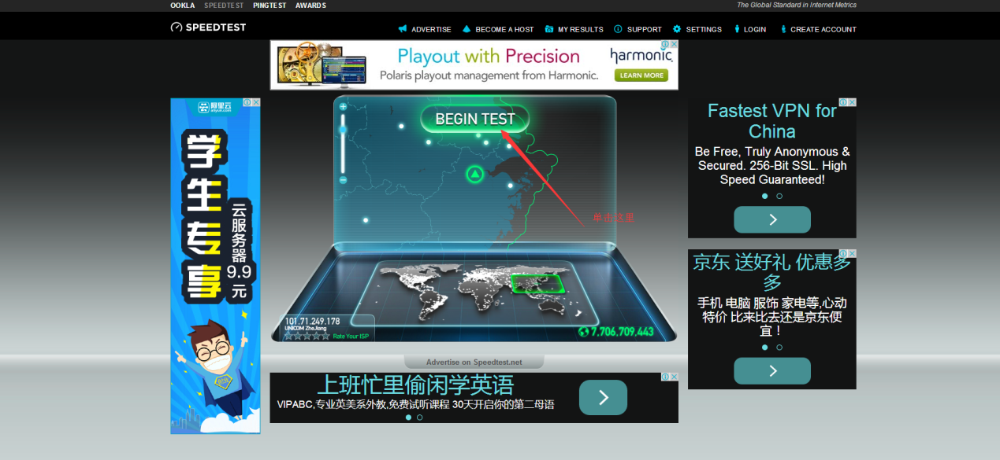 OOKLA SPEEDTEST PINGTEST AWARDS
The Global Standard in Internet Metrics
SPEEDTEST
ADVERTISE BECOME A HOST MY RESULTS SUPPORT SETTINGS LOGIN CREATE ACCOUNT
Playout with Precision
Polaris playout management from Harmonic.
harmonic
LEARN MORE
阿里云
aliyun.com
学生专享
云服务器
9.9
元
BEGIN TEST
单击这里
101.71.249.178
UNICOM ZheJiang
Rate Your ISP
7,706,709,443
Advertise on Speedtest.net
上班忙里偷闲学英语
VIPABC,专业英美系外教,免费试听课程 30天开启你的第二母语
Fastest VPN for
China
Be Free, Truly Anonymous &
Secured. 256-Bit SSL. High
Speed Guaranteed!
京东 送好礼 优惠多
多
手机 电脑 服饰 家电等,心动
特价 比来比去还是京东便
宜！